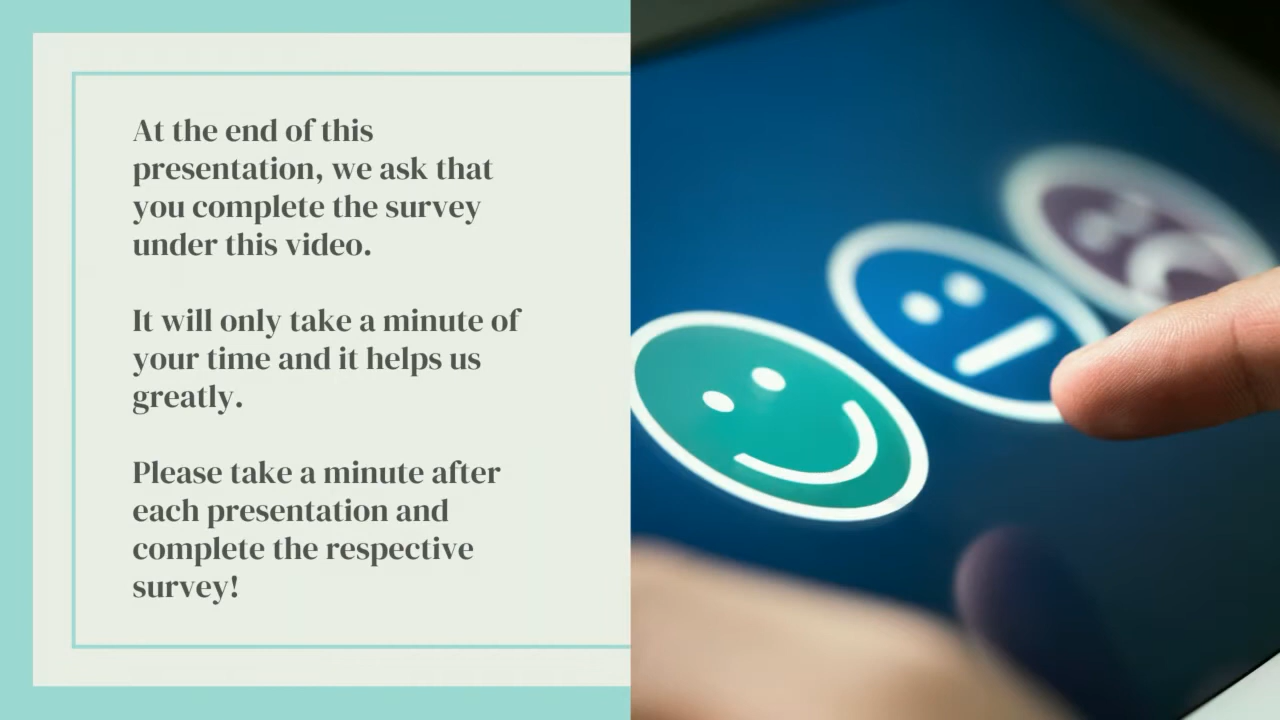 At the end of this
presentation, we ask that
you complete the survey
under this video.
It will only take a minute of
your time and it helps us
greatly.
Please take a minute after
each presentation and
complete the respective
survey!